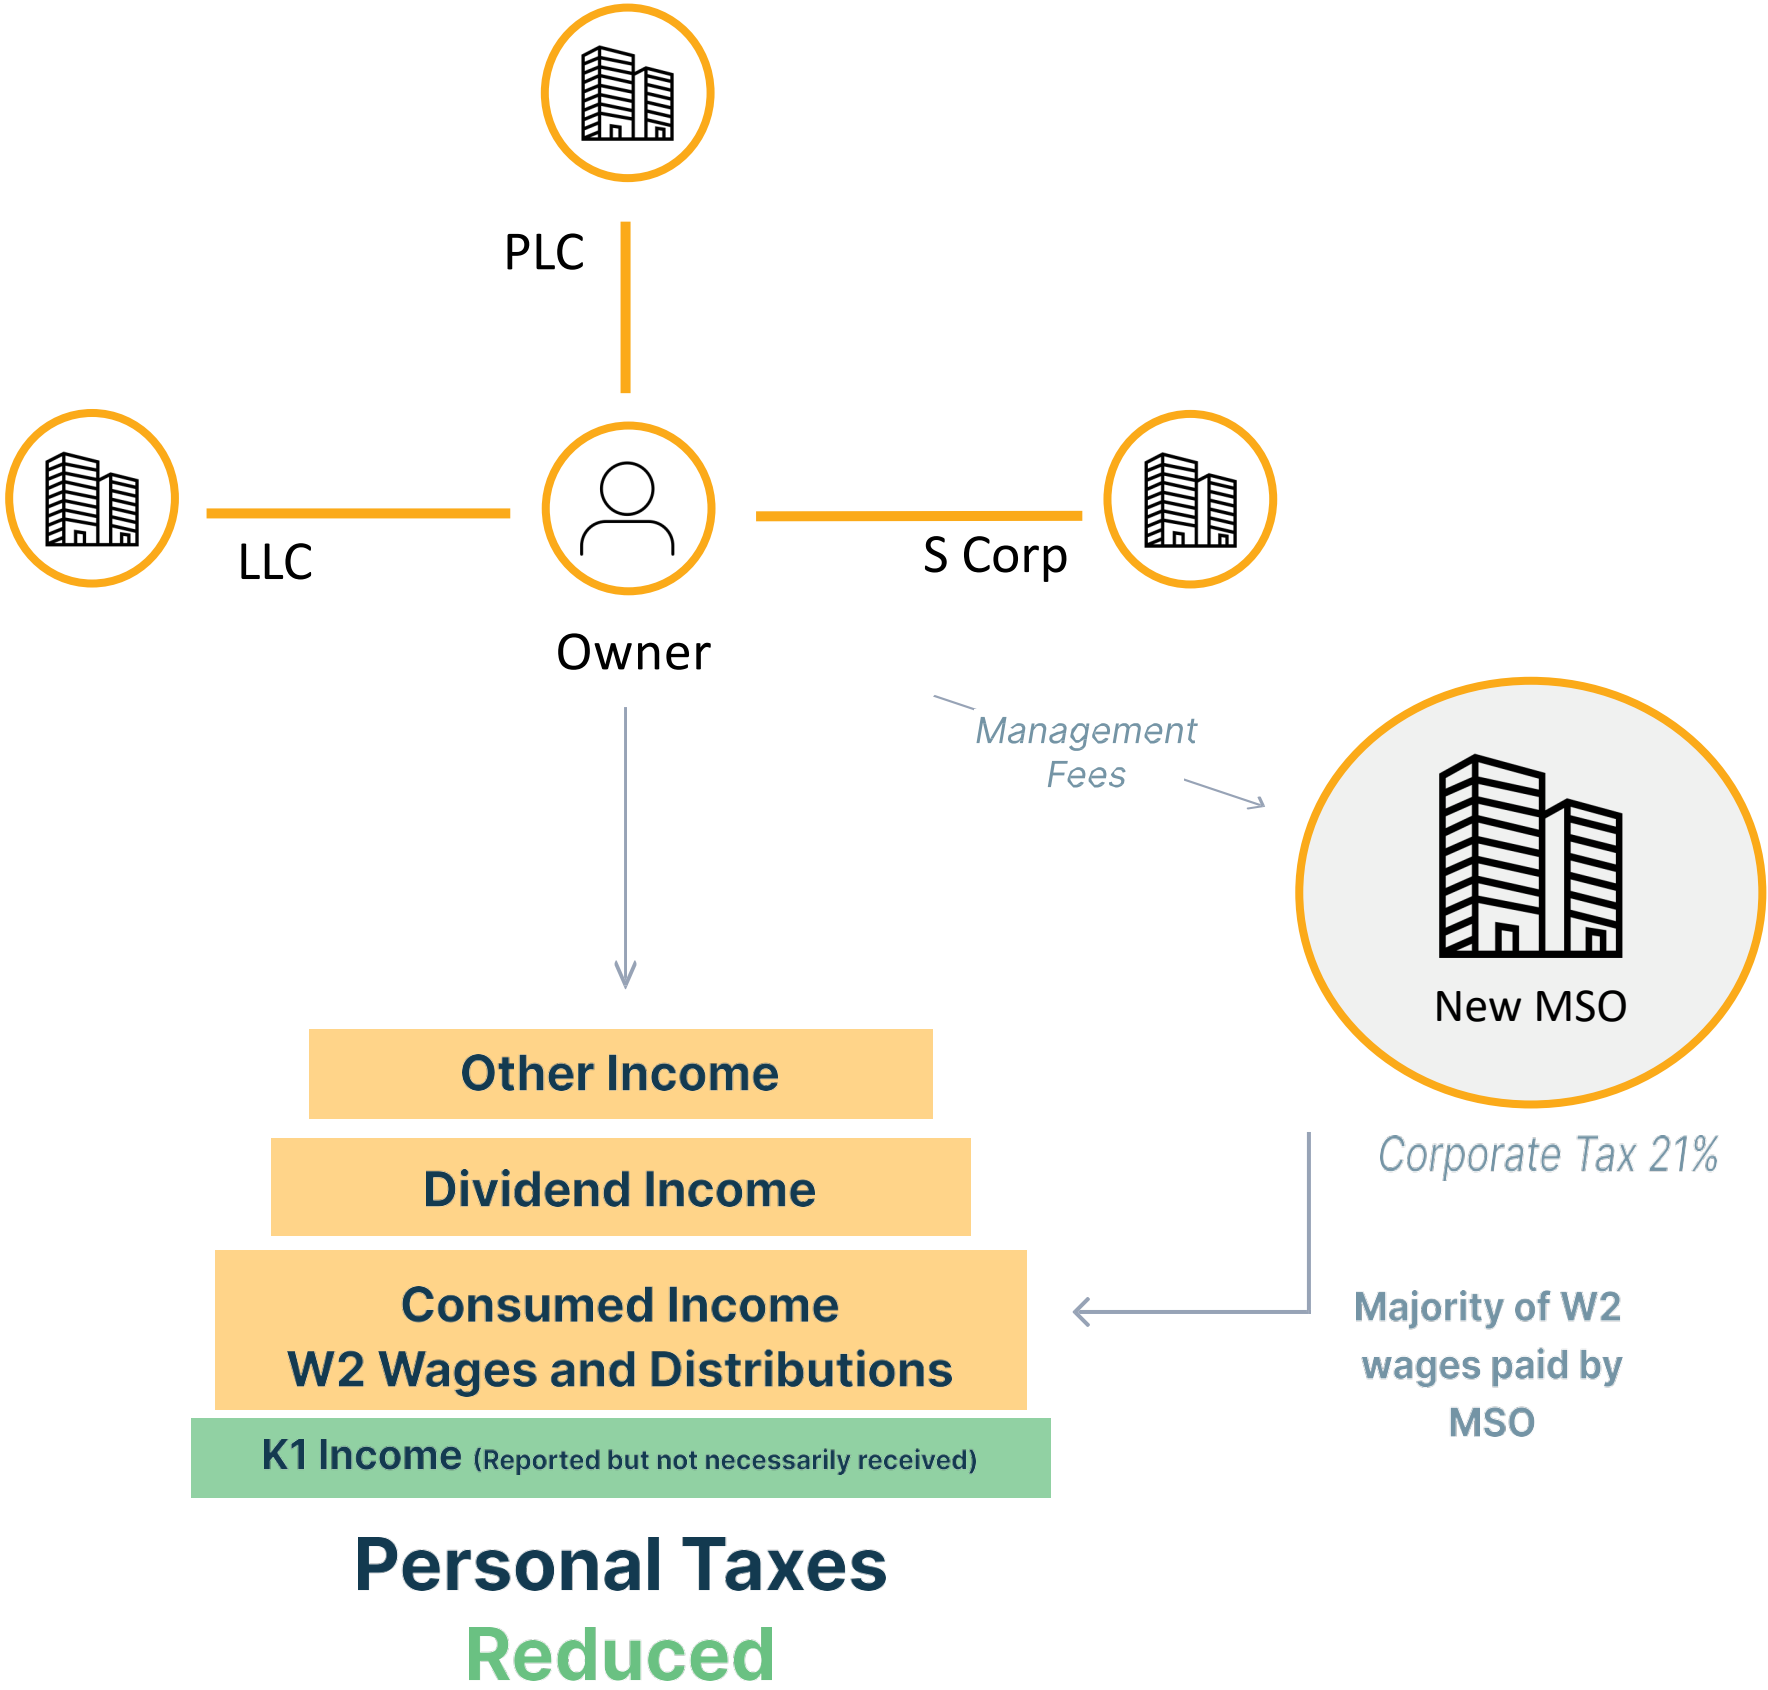 PLC
LLC
S Corp
Owner
Management
Fees
New MSO
Corporate Tax 21%
Other Income
Dividend Income
Consumed Income
W2 Wages and Distributions
Majority of W2
wages paid by
MSO
K1 Income (Reported but not necessarily received)
Personal Taxes
Reduced